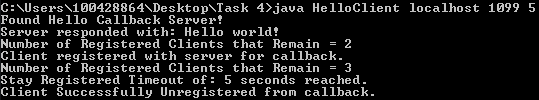 C:\Users\100428864\Desktop\Task 4>java HelloClient localhost 1099 5
Found Hello Callback Server!
Server responded with: Hello world!
Number of Registered Clients that Remain = 2
Client registered with server for callback.
Number of Registered Clients that Remain = 3
Stay Registered Timeout of: 5 seconds reached.
Client Successfully Unregistered from callback.